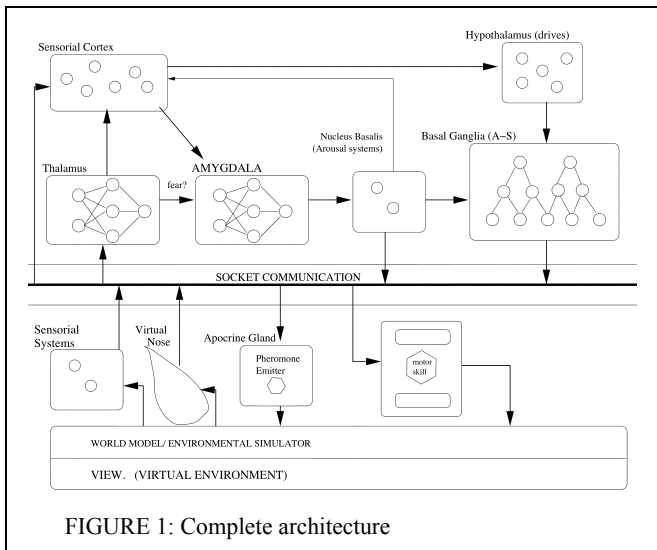 Sensorial Cortex
Hypothalamus (drives)
Nucleus Basalis
(Arousal systems)
Basal Ganglia (A–S)
Thalamus
fear?
AMYGDALA
SOCKET COMMUNICATION
Sensorial
Systems
Virtual
Nose
Apocrine Gland
Pheromone
Emitter
motor
skill
WORLD MODEL/ ENVIRONMENTAL SIMULATOR
VIEW. (VIRTUAL ENVIRONMENT)
FIGURE 1: Complete architecture